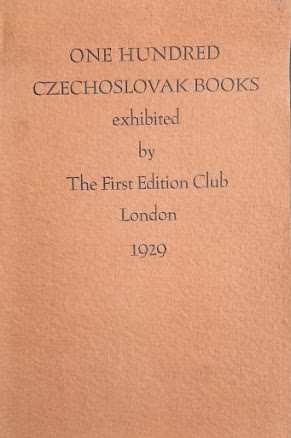 ONE HUNDRED
CZECHOSLOVAK BOOKS
exhibited
by
The First Edition Club
London
1929